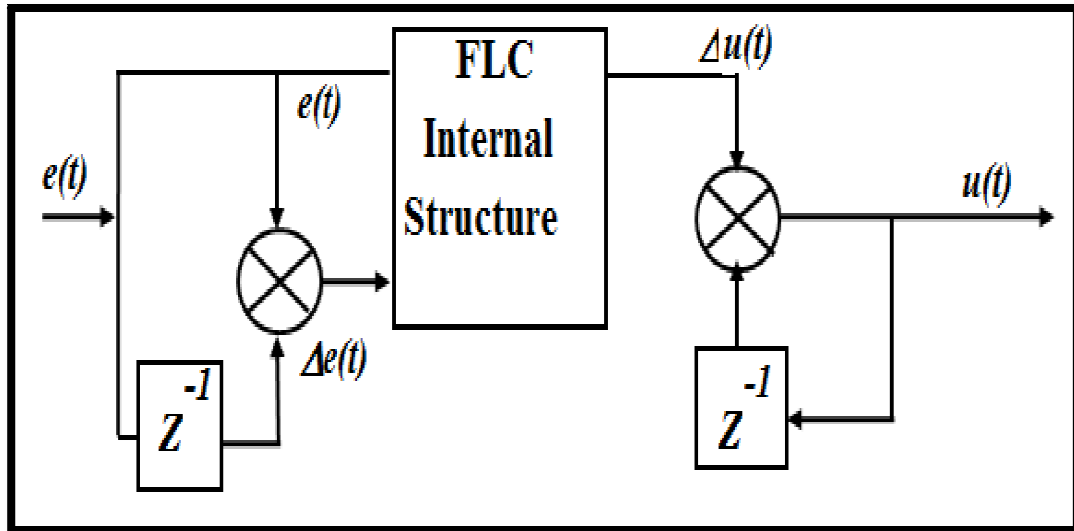 FLC
Internal
Structure
Δu(t)
e(t)
e(t)
u(t)
Δe(t)
Z-1
Z-1